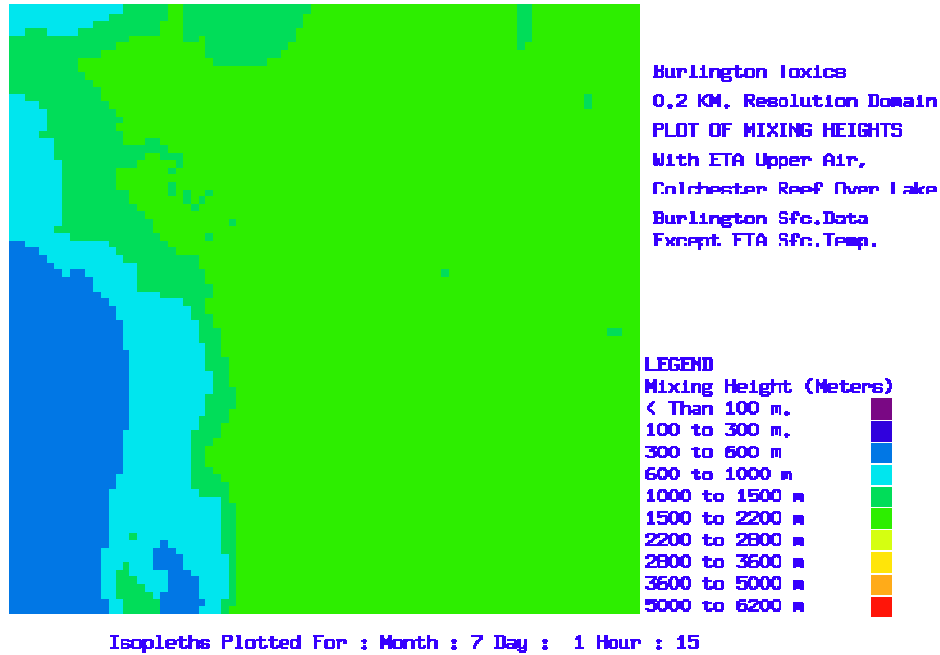 Burlington Toxics
0.2 KM. Resolution Domain
PLOT OF MIXING HEIGHTS
With ETA Upper Air,
Colchester Reef Over Lake
Burlington Sfc.Data
Except ETA Sfc.Temp.
LEGEND
Mixing Height (Meters)
< Than 100 m.
100 to 300 m.
300 to 600 m
600 to 1000 m
1000 to 1500 m
1500 to 2200 m
2200 to 2800 m
2800 to 3600 m
3600 to 5000 m
5000 to 6200 m
Isopleths Plotted For : Month : 7 Day : 1 Hour : 15